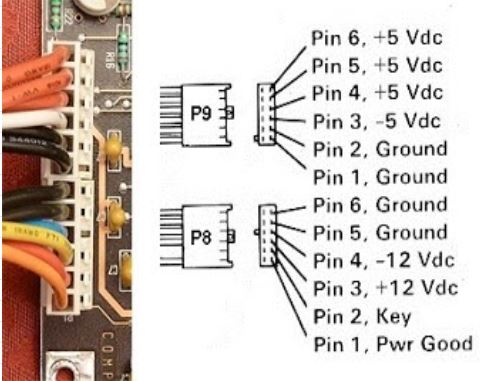 R16
Pin 6, +5 Vdc
Pin 5, +5 Vdc
Pin 4, +5 Vdc
P9
Pin 3, -5 Vdc
Pin 2, Ground
Pin 1, Ground
Pin 6, Ground
Pin 5, Ground
P8
Pin 4, -12 Vdc
Pin 3, +12 Vdc
Pin 2, Key
Pin 1, Pwr Good
COMP